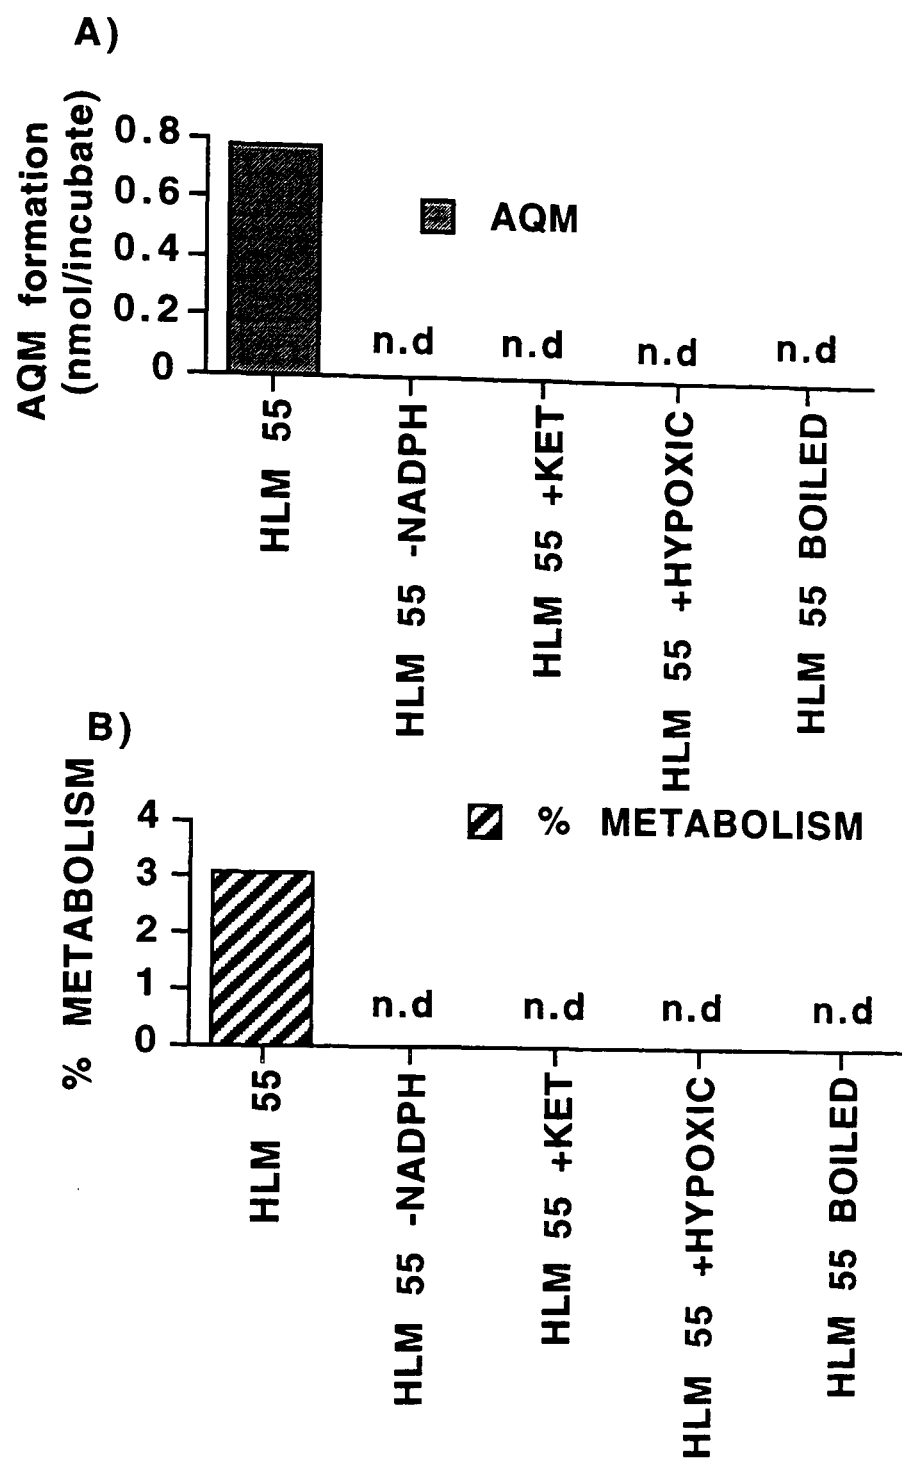 A)
AQM formation
(nmol/incubate)
0.8
0.6
0.4
0.2
0
AQM
n.d
n.d
n.d
n.d
HLM 55
HLM 55 -NADPH
HLM 55 +KET
HLM 55 +HYPOXIC
HLM 55 BOILED
B)
% METABOLISM
4
3
2
1
0
% METABOLISM
n.d
n.d
n.d
n.d
HLM 55
HLM 55 -NADPH
HLM 55 +KET
HLM 55 +HYPOXIC
HLM 55 BOILED